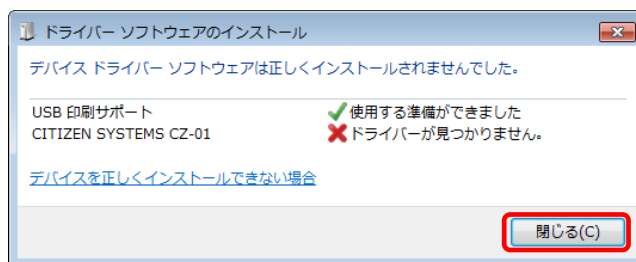 ドライバー ソフトウェアのインストール
デバイス ドライバー ソフトウェアは正しくインストールされませんでした。
USB 印刷サポート 使用する準備ができました
CITIZEN SYSTEMS CZ-01 ドライバーが見つかりません。
デバイスを正しくインストールできない場合
閉じる(C)